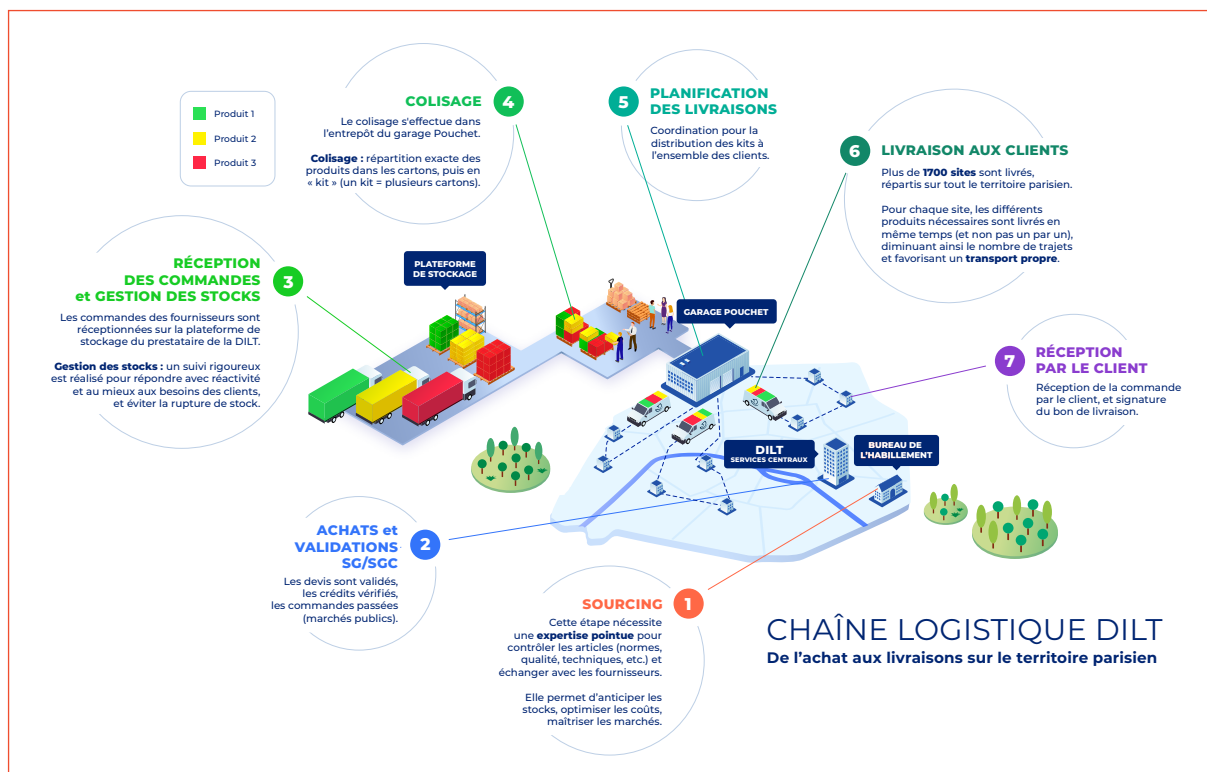 Produit 1
Produit 2
Produit 3
COLISAGE
4
Le colisage s'effectue dans
l'entrepôt du garage Pouchet.
Colisage : répartition exacte des
produits dans les cartons, puis en
« kit » (un kit = plusieurs cartons).
5
PLANIFICATION
DES LIVRAISONS
Coordination pour la
distribution des kits à
l'ensemble des clients.
6
LIVRAISON AUX CLIENTS
Plus de 1700 sites sont livrés,
répartis sur tout le territoire parisien.
Pour chaque site, les différents
produits nécessaires sont livrés en
même temps (et non pas un par un),
diminuant ainsi le nombre de trajets
et favorisant un transport propre.
RÉCEPTION
DES COMMANDES
et GESTION DES STOCKS
3
Les commandes des fournisseurs sont
réceptionnées sur la plateforme de
stockage du prestataire de la DILT.
Gestion des stocks : un suivi rigoureux
est réalisé pour répondre avec réactivité
et au mieux aux besoins des clients,
et éviter la rupture de stock.
PLATEFORME
DE STOCKAGE
GARAGE POUCHET
7
RÉCEPTION
PAR LE CLIENT
Réception de la commande
par le client, et signature
du bon de livraison.
DILT
SERVICES CENTRAUX
BUREAU DE
L'HABILLEMENT
ACHATS et
VALIDATIONS
SG/SGC
2
Les devis sont validés,
les crédits vérifiés,
les commandes passées
(marchés publics).
SOURCING
1
Cette étape nécessite
une expertise pointue pour
contrôler les articles (normes,
qualité, techniques, etc.) et
échanger avec les fournisseurs.
Elle permet d'anticiper les
stocks, optimiser les coûts,
maîtriser les marchés.
CHAÎNE LOGISTIQUE DILT
De l'achat aux livraisons sur le territoire parisien